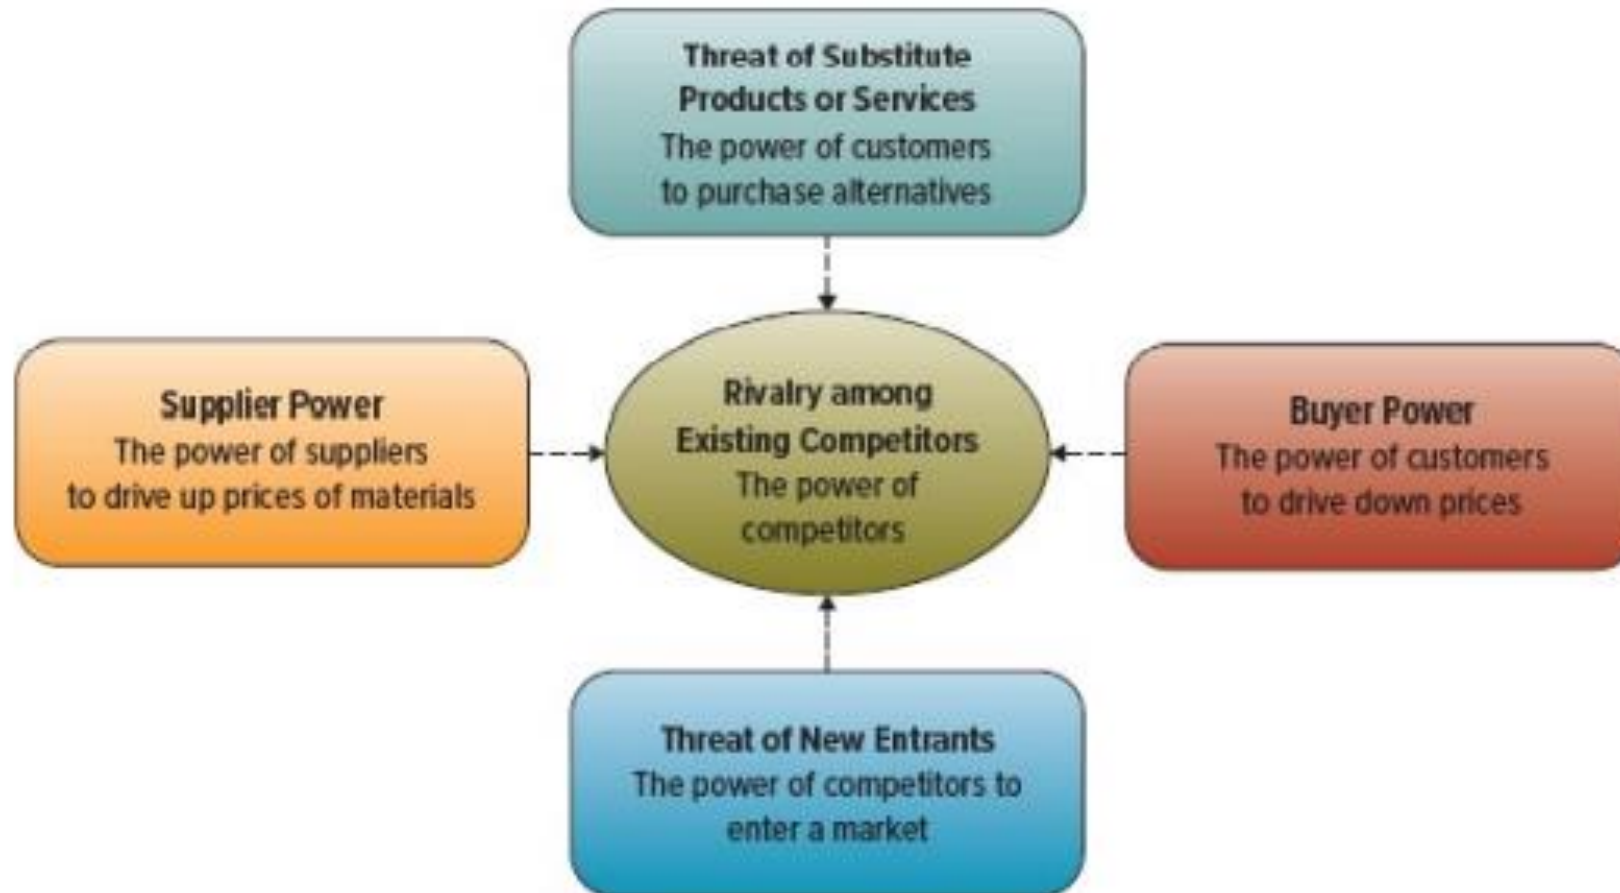 Threat of Substitute
Products or Services
The power of customers
to purchase alternatives
Supplier Power
The power of suppliers
to drive up prices of materials
Rivalry among
Existing Competitors
The power of
competitors
Buyer Power
The power of customers
to drive down prices
Threat of New Entrants
The power of competitors to
enter a market